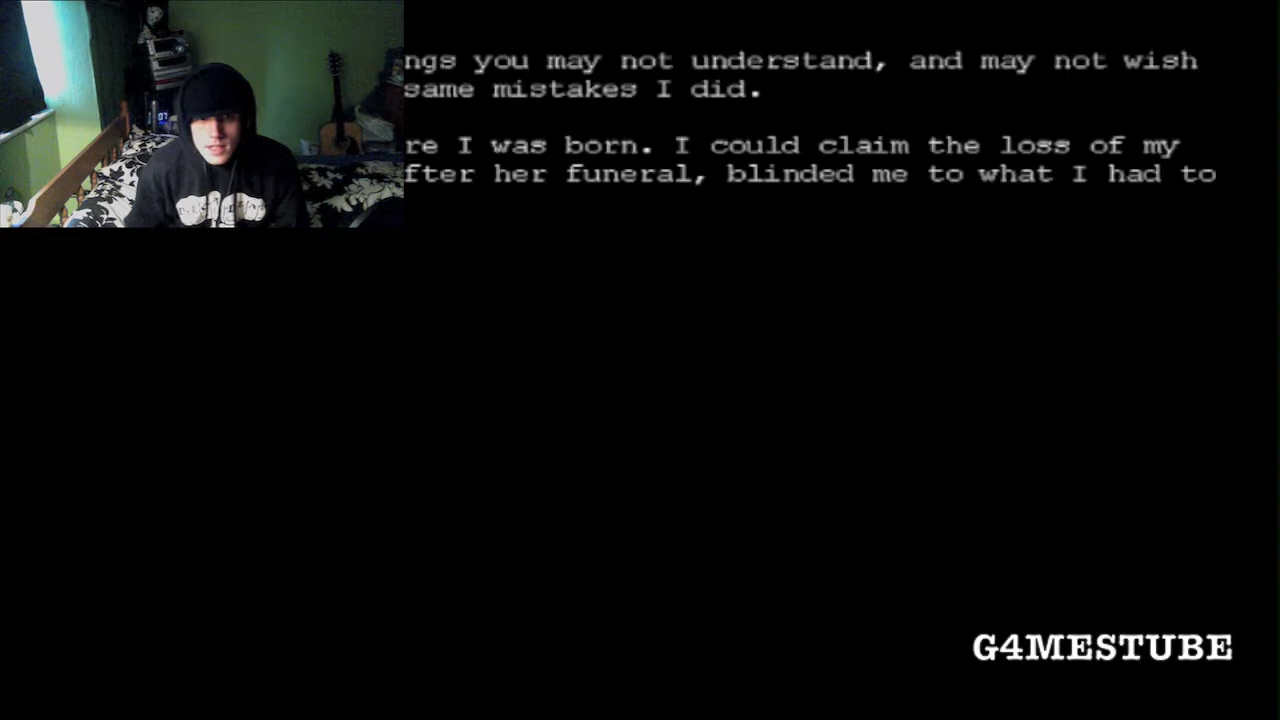 ngs you may not understand, and may not wish
same mistakes I did.
re I was born. I could claim the loss of my
fter her funeral, blinded me to what I had to
G4MESTUBE